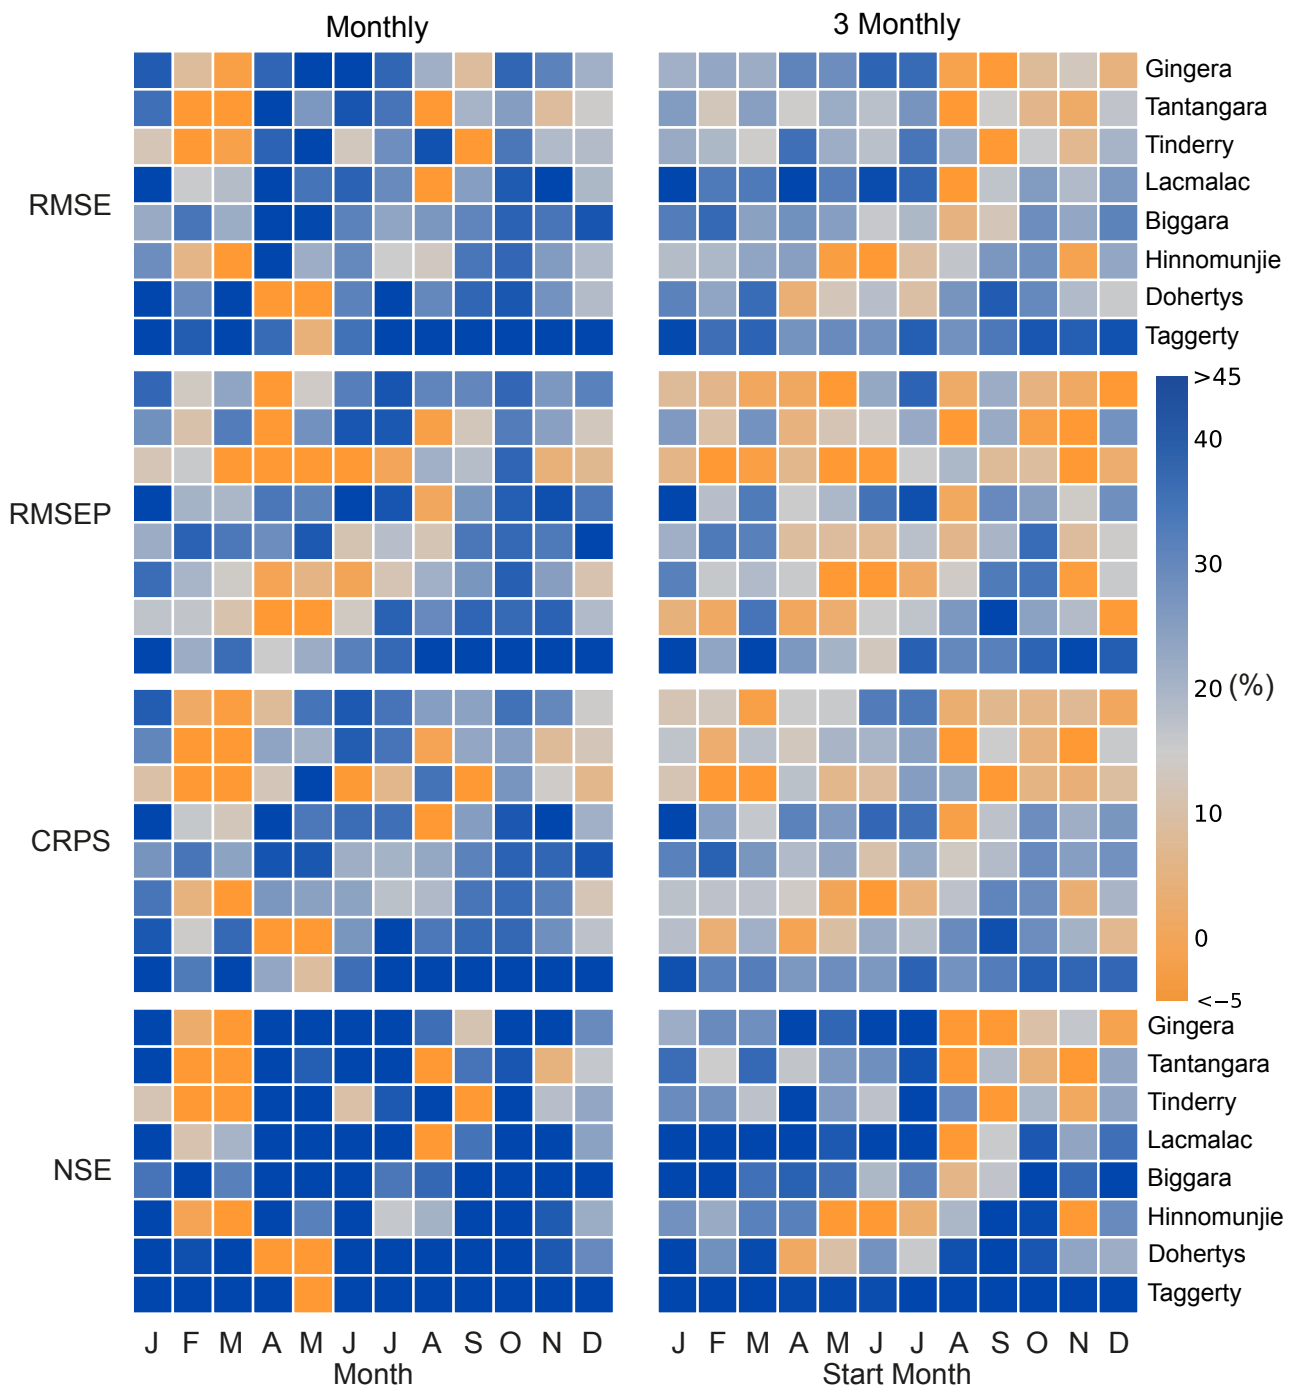 Monthly
3 Monthly
RMSE
Gingera
Tantangara
Tinderry
Lacmalac
Biggara
Hinnomunjie
Dohertys
Taggerty
RMSEP
>45
40
30
20 (%)
10
0
<−5
CRPS
NSE
Gingera
Tantangara
Tinderry
Lacmalac
Biggara
Hinnomunjie
Dohertys
Taggerty
J F M A M J J A S O N D
J F M A M J J A S O N D
Month
Start Month